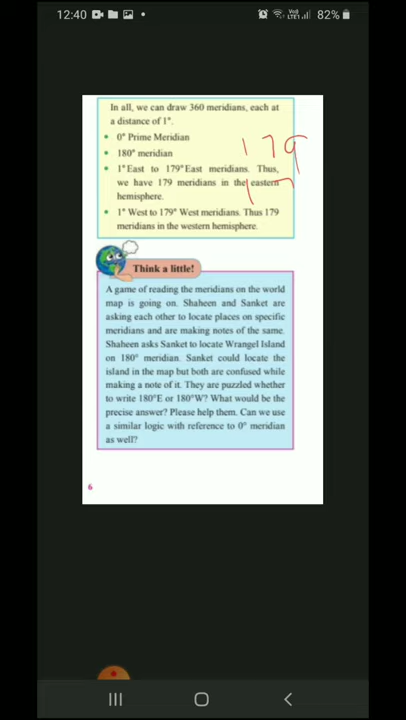 12:40
82%
In all, we can draw 360 meridians, each at
a distance of 1°.
• 0° Prime Meridian
• 180° meridian
• 1° East to 179° East meridians. Thus,
we have 179 meridians in the eastern
hemisphere.
• 1° West to 179° West meridians. Thus 179
meridians in the western hemisphere.
179
17
Think a little!
A game of reading the meridians on the world
map is going on. Shaheen and Sanket are
asking each other to locate places on specific
meridians and are making notes of the same.
Shaheen asks Sanket to locate Wrangel Island
on 180° meridian. Sanket could locate the
island in the map but both are confused while
making a note of it. They are puzzled whether
to write 180°E or 180°W? What would be the
precise answer? Please help them. Can we use
a similar logic with reference to 0° meridian
as well?
6